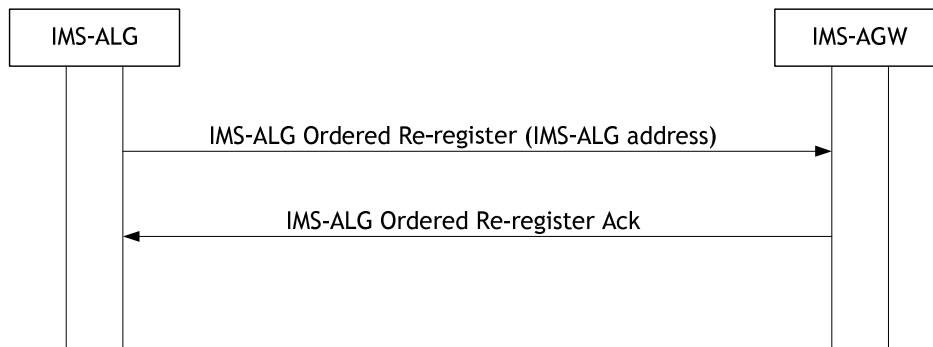 IMS-ALG
IMS-AGW
IMS-ALG Ordered Re-register (IMS-ALG address)
IMS-ALG Ordered Re-register Ack